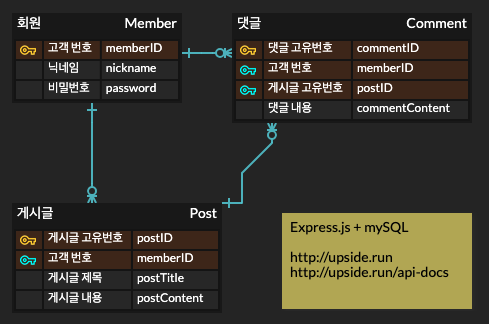 회원 Member
고객 번호 memberID
닉네임 nickname
비밀번호 password
댓글 Comment
댓글 고유번호 commentID
고객 번호 memberID
게시글 고유번호 postID
댓글 내용 commentContent
게시글 Post
게시글 고유번호 postID
고객 번호 memberID
게시글 제목 postTitle
게시글 내용 postContent
Express.js + mySQL
http://upside.run
http://upside.run/api-docs